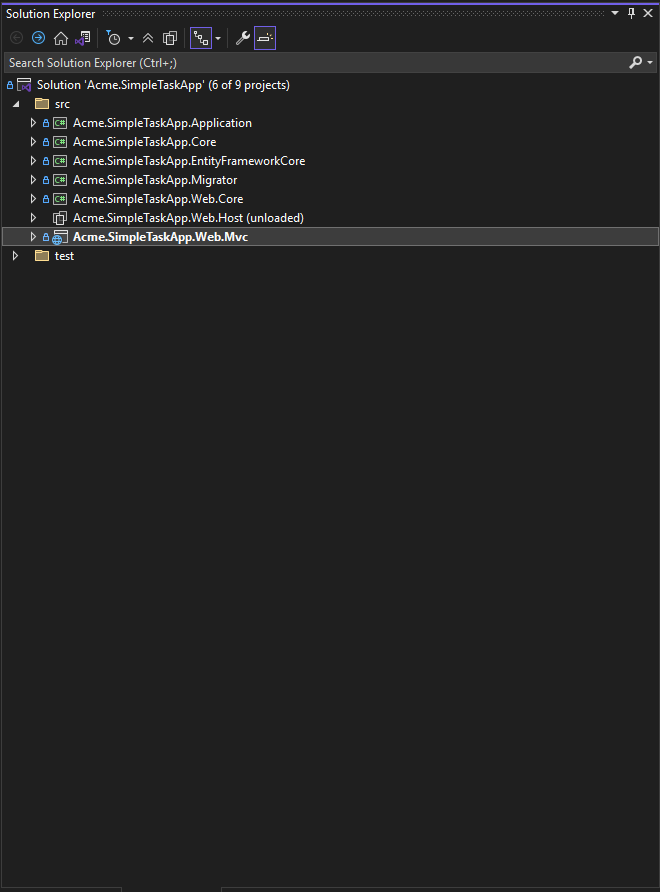 Solution Explorer
Search Solution Explorer (Ctrl+;)
Solution 'Acme.SimpleTaskApp' (6 of 9 projects)
src
C# Acme.SimpleTaskApp.Application
C# Acme.SimpleTaskApp.Core
C# Acme.SimpleTaskApp.EntityFrameworkCore
C# Acme.SimpleTaskApp.Migrator
C# Acme.SimpleTaskApp.Web.Core
Acme.SimpleTaskApp.Web.Host (unloaded)
Acme.SimpleTaskApp.Web.Mvc
test